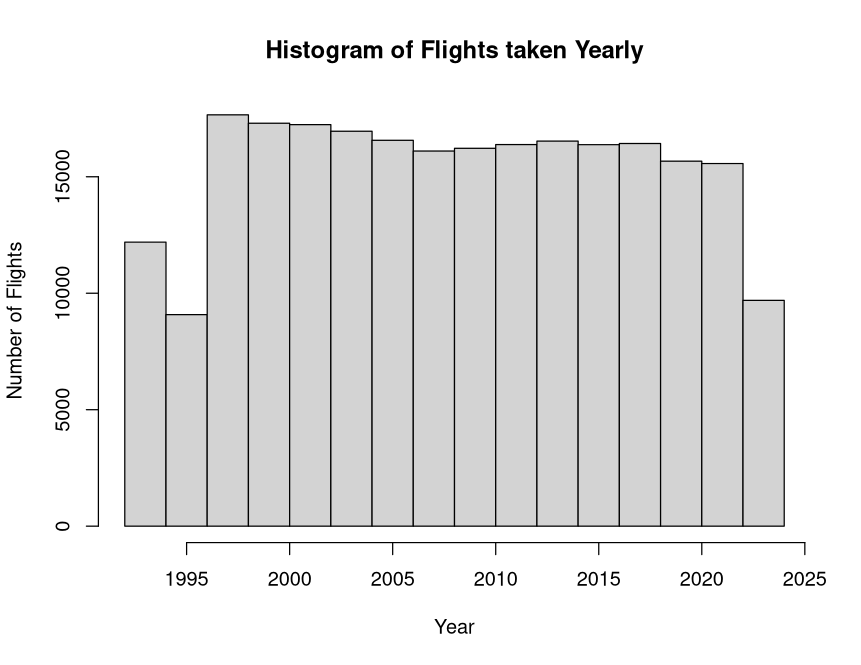 Histogram of Flights taken Yearly
Number of Flights
15000
10000
5000
0
1995 2000 2005 2010 2015 2020 2025
Year